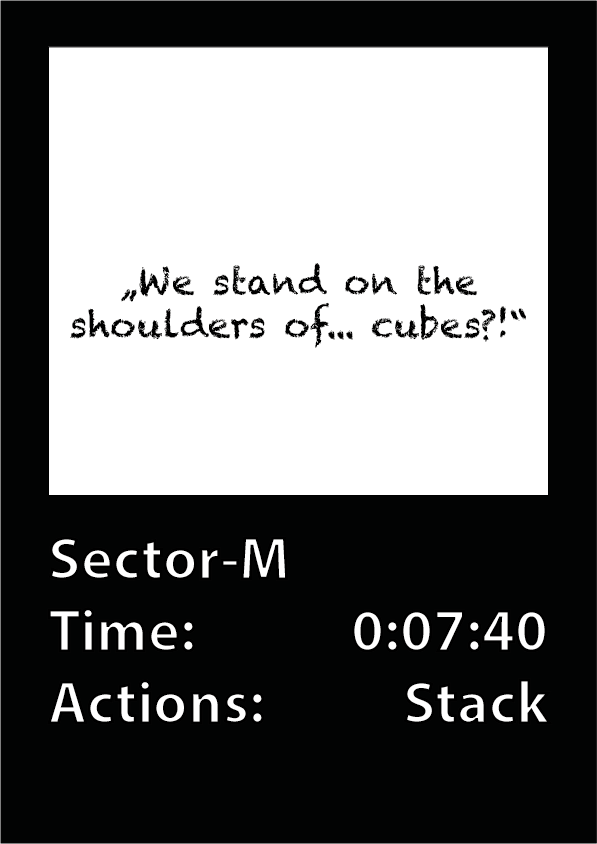 „We stand on the
shoulders of... cubes?!“
Sector-M
Time: 0:07:40
Actions: Stack